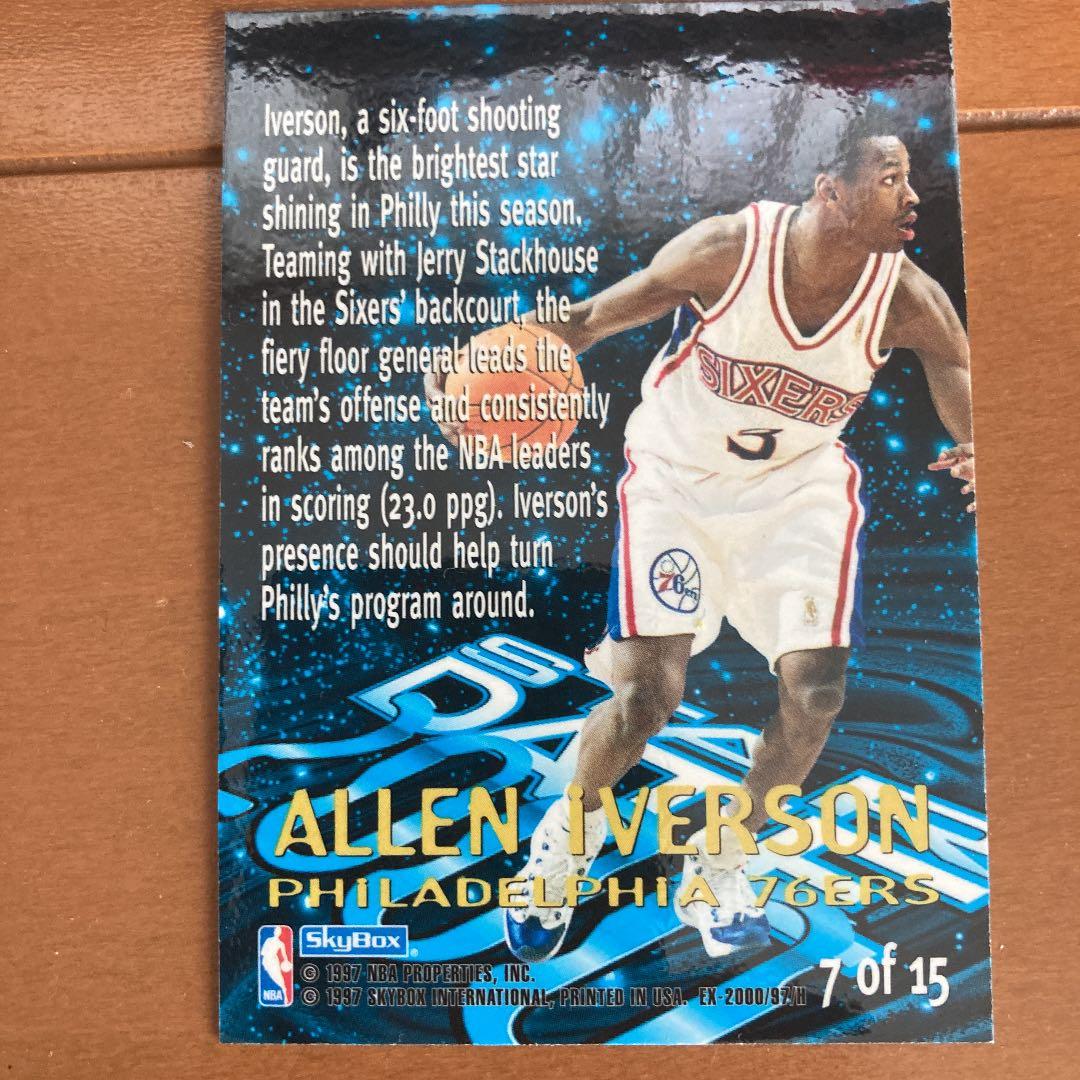 Iverson, a six-foot shooting
guard, is the brightest star
shining in Philly this season.
Teaming with Jerry Stackhouse
in the Sixers' backcourt, the
fiery floor general leads the
team's offense and consistently
ranks among the NBA leaders
in scoring (23.0 ppg). Iverson's
presence should help turn
Philly's program around.
SIXERS
3
76ers
ALLEN iVERSON
PHiLADELPHiA 76ERS
NBA
SkyBox®
© 1997 NBA PROPERTIES, INC.
© 1997 SKYBOX INTERNATIONAL, PRINTED IN USA. EX-2000/97/H
7 of 15